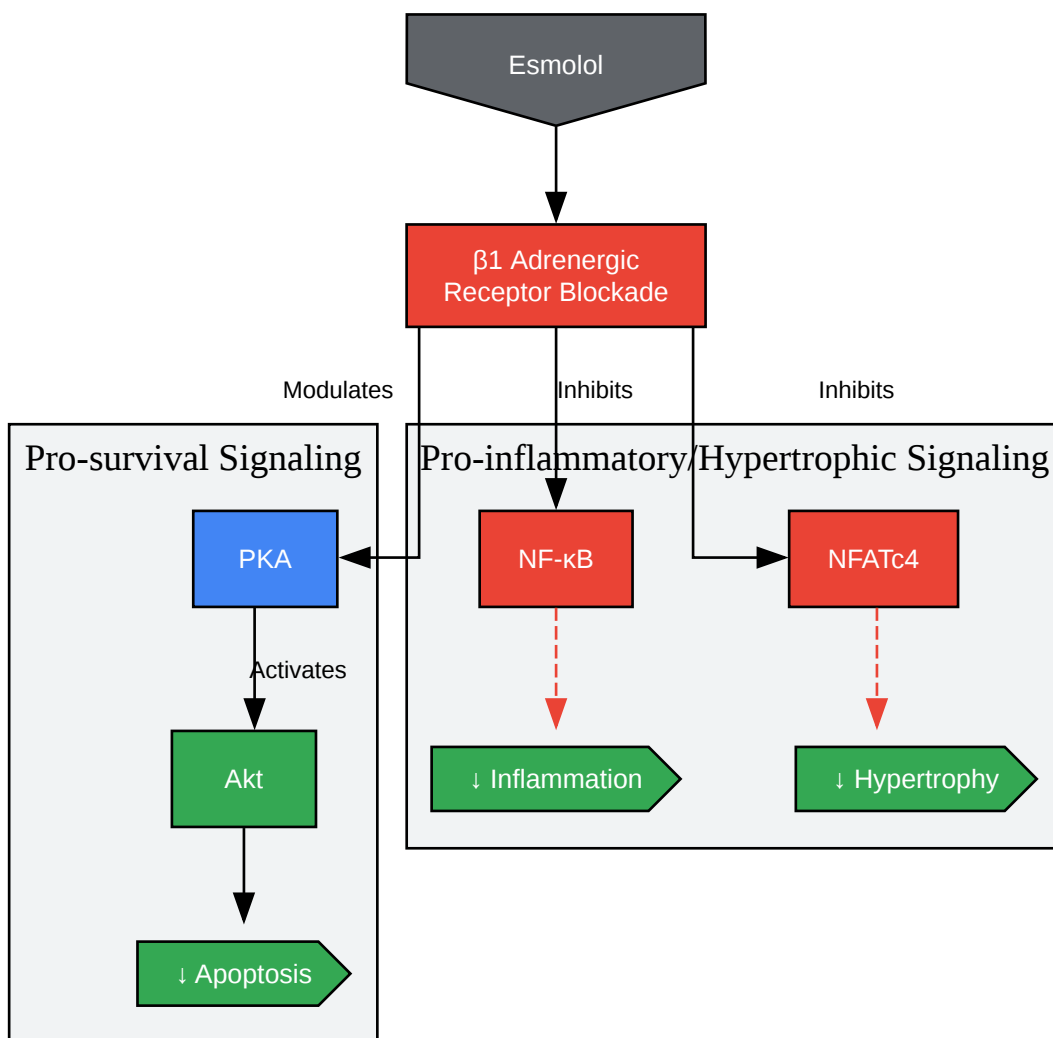 Esmolol
β1 Adrenergic
Receptor Blockade
Modulates
Inhibits
Inhibits
Pro-survival Signaling
Pro-inflammatory/Hypertrophic Signaling
PKA
NF-κB
NFATc4
Activates
Akt
↓ Inflammation
↓ Hypertrophy
↓ Apoptosis